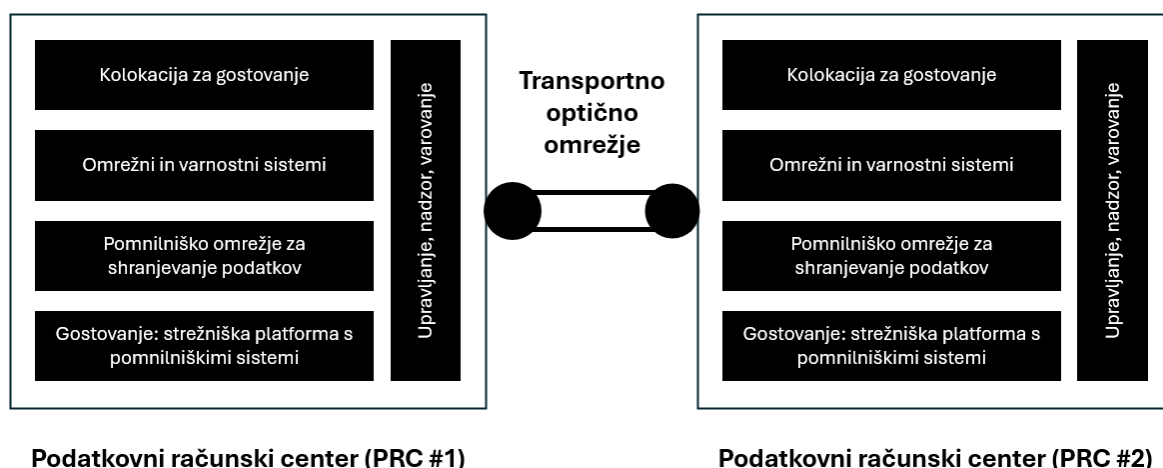 Kolokacija za gostovanje
Omrežni in varnostni sistemi
Pomnilniško omrežje za
shranjevanje podatkov
Gostovanje: strežniška platforma s
pomnilniškimi sistemi
Upravljanje, nadzor, varovanje
Podatkovni računski center (PRC #1)
Transportno
optično
omrežje
Kolokacija za gostovanje
Omrežni in varnostni sistemi
Pomnilniško omrežje za
shranjevanje podatkov
Gostovanje: strežniška platforma s
pomnilniškimi sistemi
Upravljanje, nadzor, varovanje
Podatkovni računski center (PRC #2)